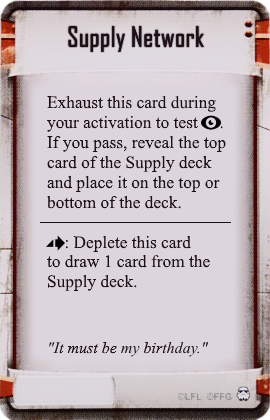 Supply Network
Exhaust this card during
your activation to test
.
If you pass, reveal the top
card of the Supply deck
and place it on the top or
bottom of the deck.
: Deplete this card
to draw 1 card from the
Supply deck.
"It must be my birthday."
©LFL ©FFG